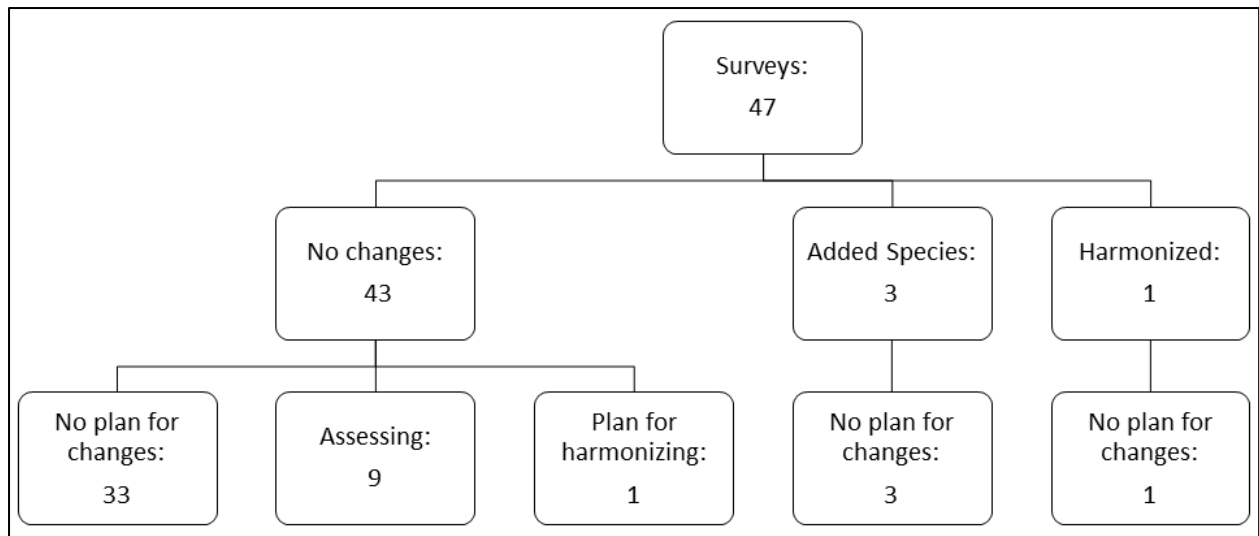 Surveys:
47
No changes:
43
Added Species:
3
Harmonized:
1
No plan for
changes:
33
Assessing:
9
Plan for
harmonizing:
1
No plan for
changes:
3
No plan for
changes:
1